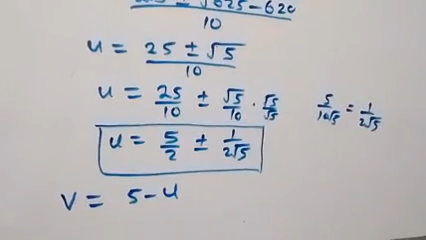 ± √625-620
10
u = 25 ± √5 / 10
u = 25/10 ± √5/10 · √5/√5
5/10√5 = 1/2√5
u = 5/2 ± 1/2√5
V = 5-u